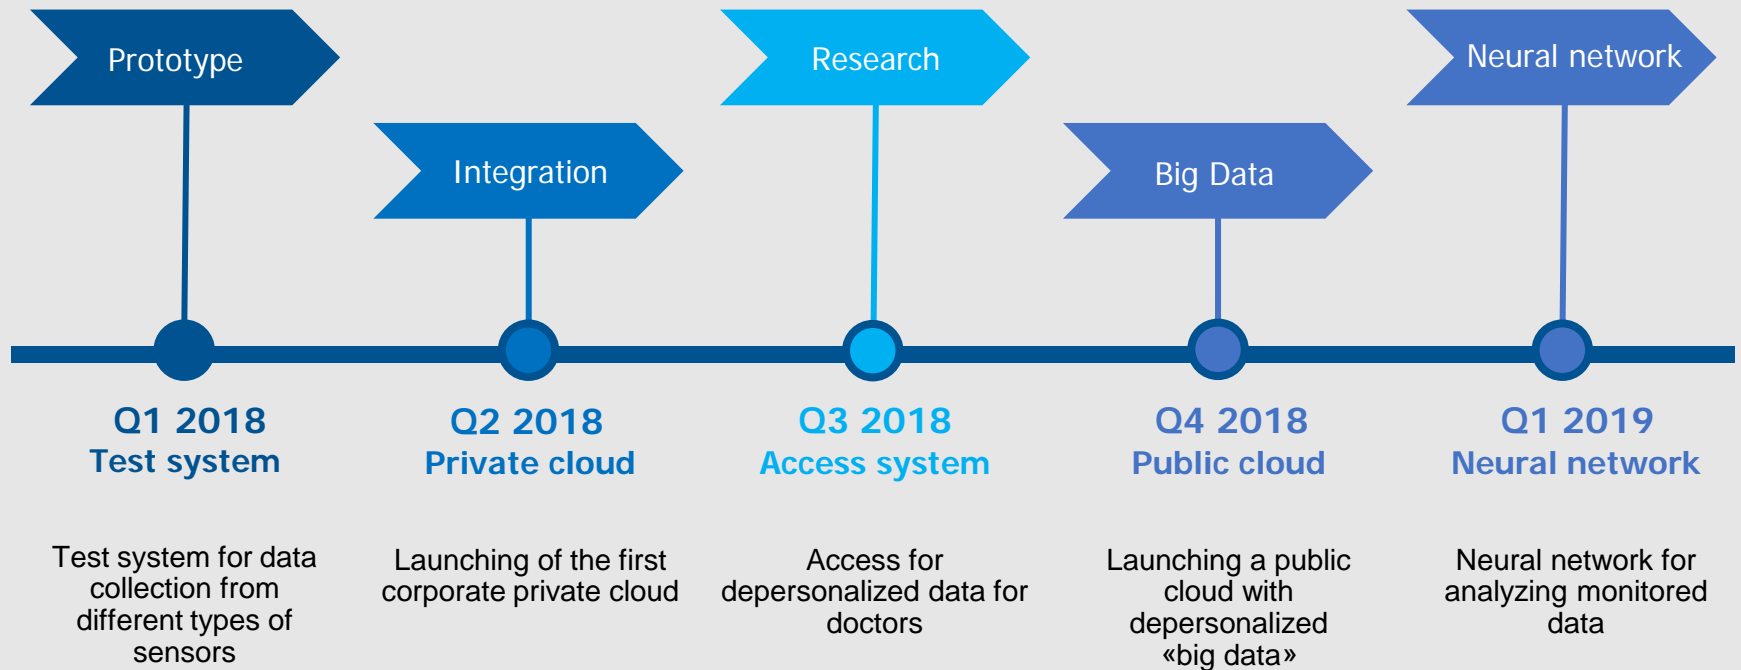 Prototype
Integration
Research
Big Data
Neural network
Q1 2018
Test system
Test system for data
collection from
different types of
sensors
Q2 2018
Private cloud
Launching of the first
corporate private cloud
Q3 2018
Access system
Access for
depersonalized data for
doctors
Q4 2018
Public cloud
Launching a public
cloud with
depersonalized
«big data»
Q1 2019
Neural network
Neural network for
analyzing monitored
data